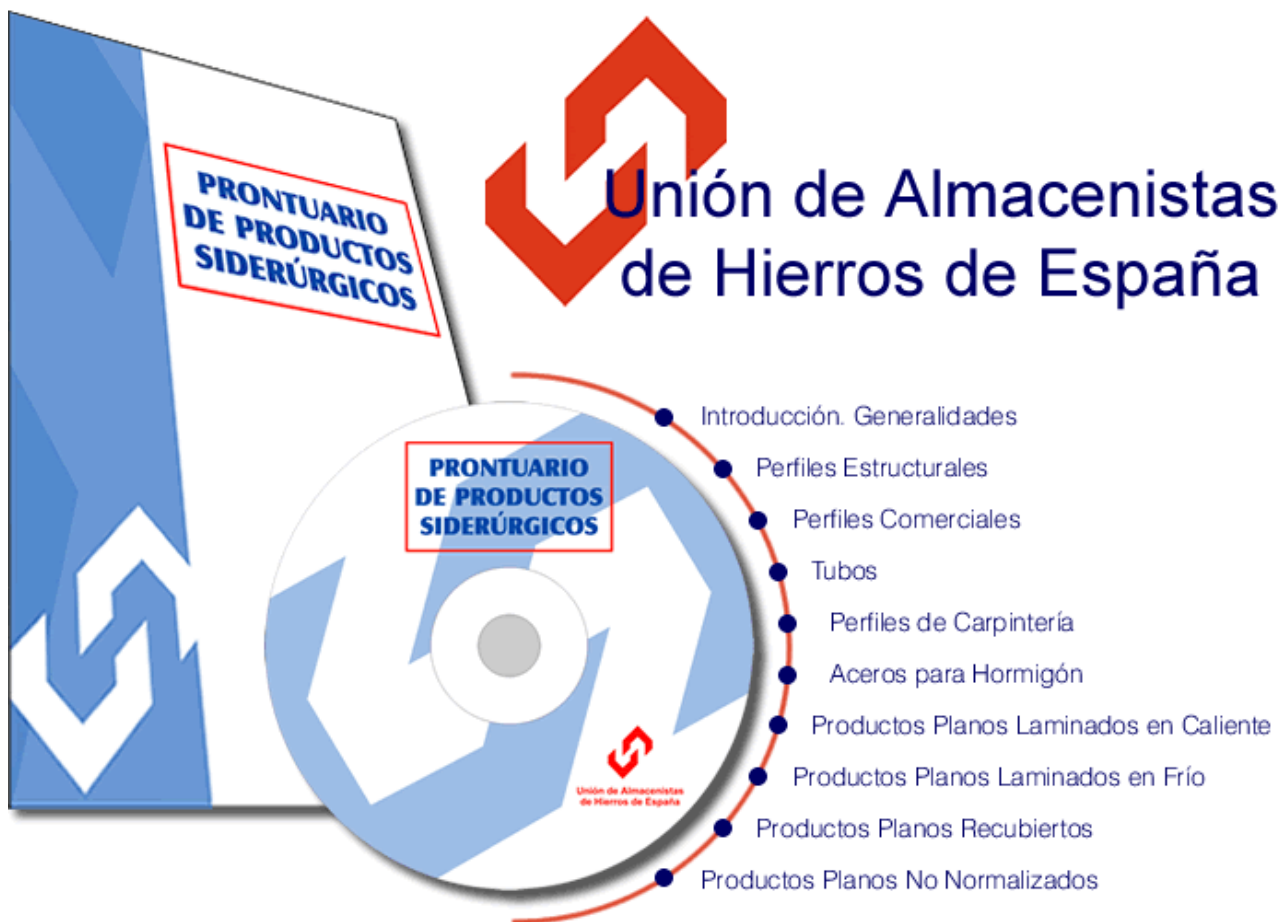 PRONTUARIO
DE PRODUCTOS
SIDERÚRGICOS
Unión de Almacenistas
de Hierros de España
PRONTUARIO
DE PRODUCTOS
SIDERÚRGICOS
Unión de Almacenistas
de Hierros de España
Introducción. Generalidades
Perfiles Estructurales
Perfiles Comerciales
Tubos
Perfiles de Carpintería
Aceros para Hormigón
Productos Planos Laminados en Caliente
Productos Planos Laminados en Frío
Productos Planos Recubiertos
Productos Planos No Normalizados